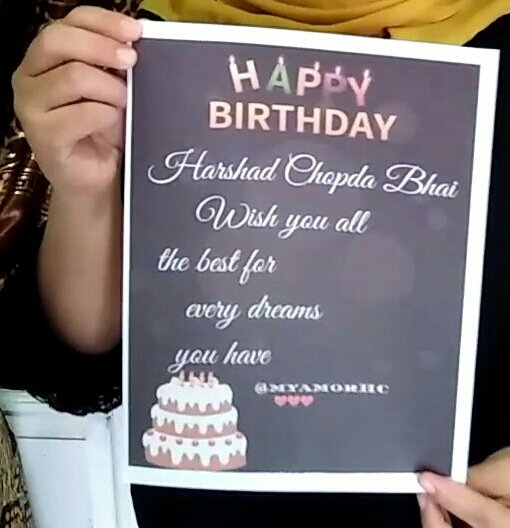 HAPPY
BIRTHDAY
Harshad Chopda Bhai
Wish you all
the best for
every dreams
you have
@MYAMORHC